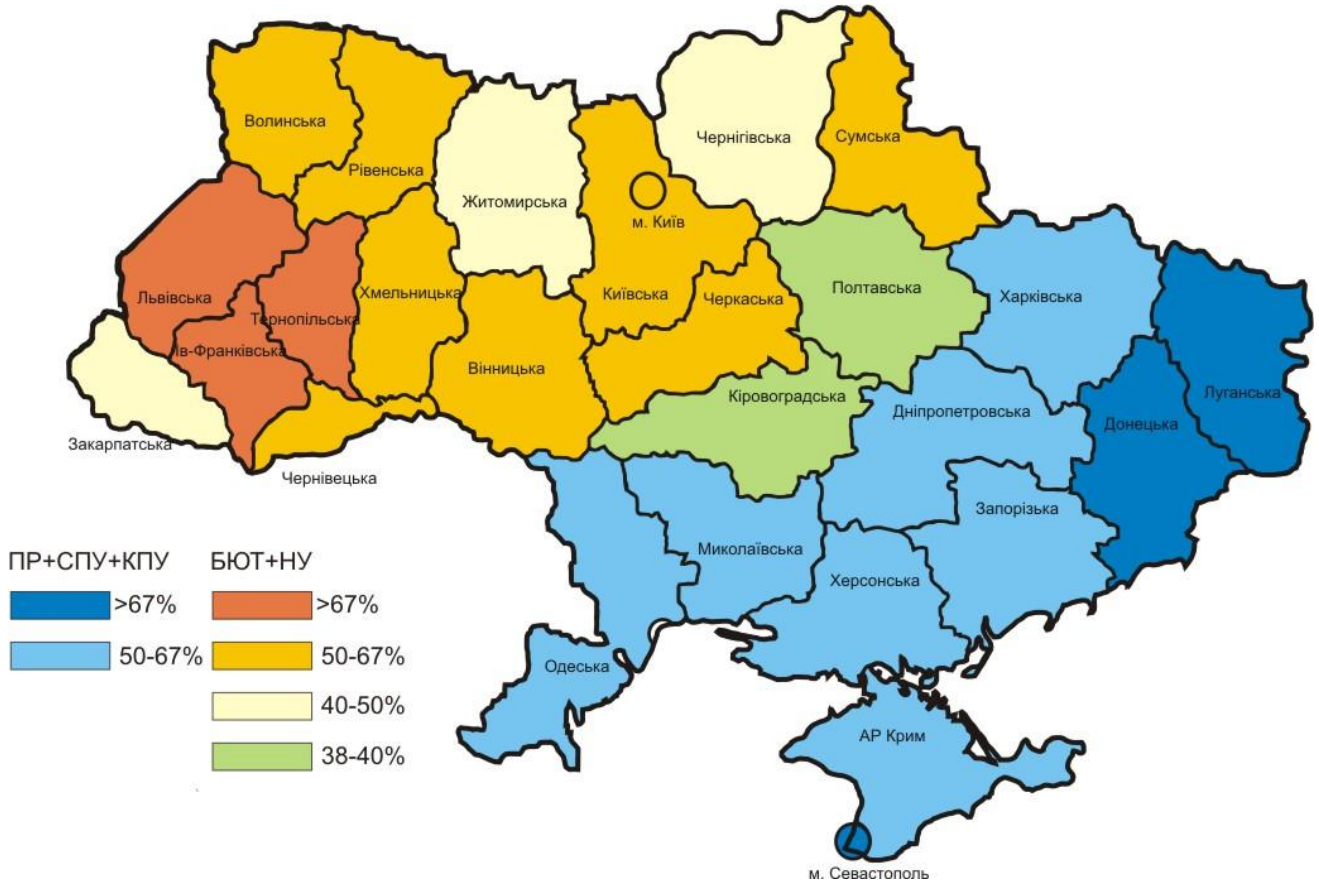 Волинська
Рівенська
Житомирська
Чернігівська
Сумська
м. Київ
Львівська
Тернопільська
Хмельницька
Київська
Черкаська
Полтавська
Харківська
Ів-Франківська
Вінницька
Кіровоградська
Дніпропетровська
Донецька
Луганська
Закарпатська
Чернівецька
Запорізька
Миколаївська
Херсонська
Одеська
АР Крим
м. Севастополь
ПР+СПУ+КПУ БЮТ+НУ
>67% >67%
50-67% 50-67%
40-50%
38-40%